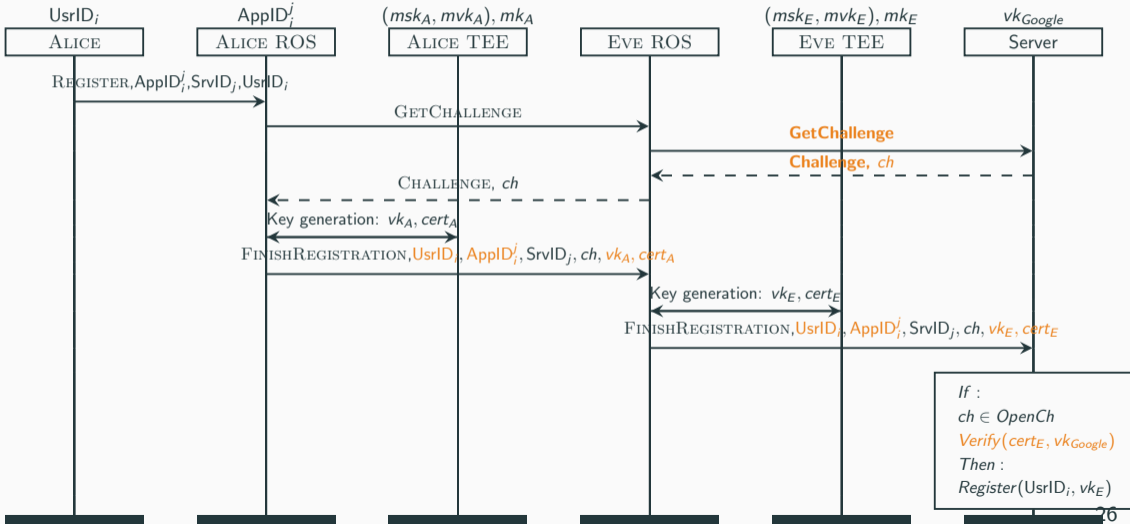 UsrID_i AppID_i^j (msk_A, mvk_A), mk_A (msk_E, mvk_E), mk_E vk_Google
ALICE ALICE ROS ALICE TEE EVE ROS EVE TEE Server
REGISTER,AppID_i^j,SrvID_j,UsrID_i
GETCHALLENGE
GetChallenge
Challenge, ch
CHALLENGE, ch
Key generation: vk_A, cert_A
FINISHREGISTRATION,UsrID_i, AppID_i^j, SrvID_j, ch, vk_A, cert_A
Key generation: vk_E, cert_E
FINISHREGISTRATION,UsrID_i, AppID_i^j, SrvID_j, ch, vk_E, cert_E
If :
ch ∈ OpenCh
Verify(cert_E, vk_Google)
Then :
Register(UsrID_i, vk_E)
26